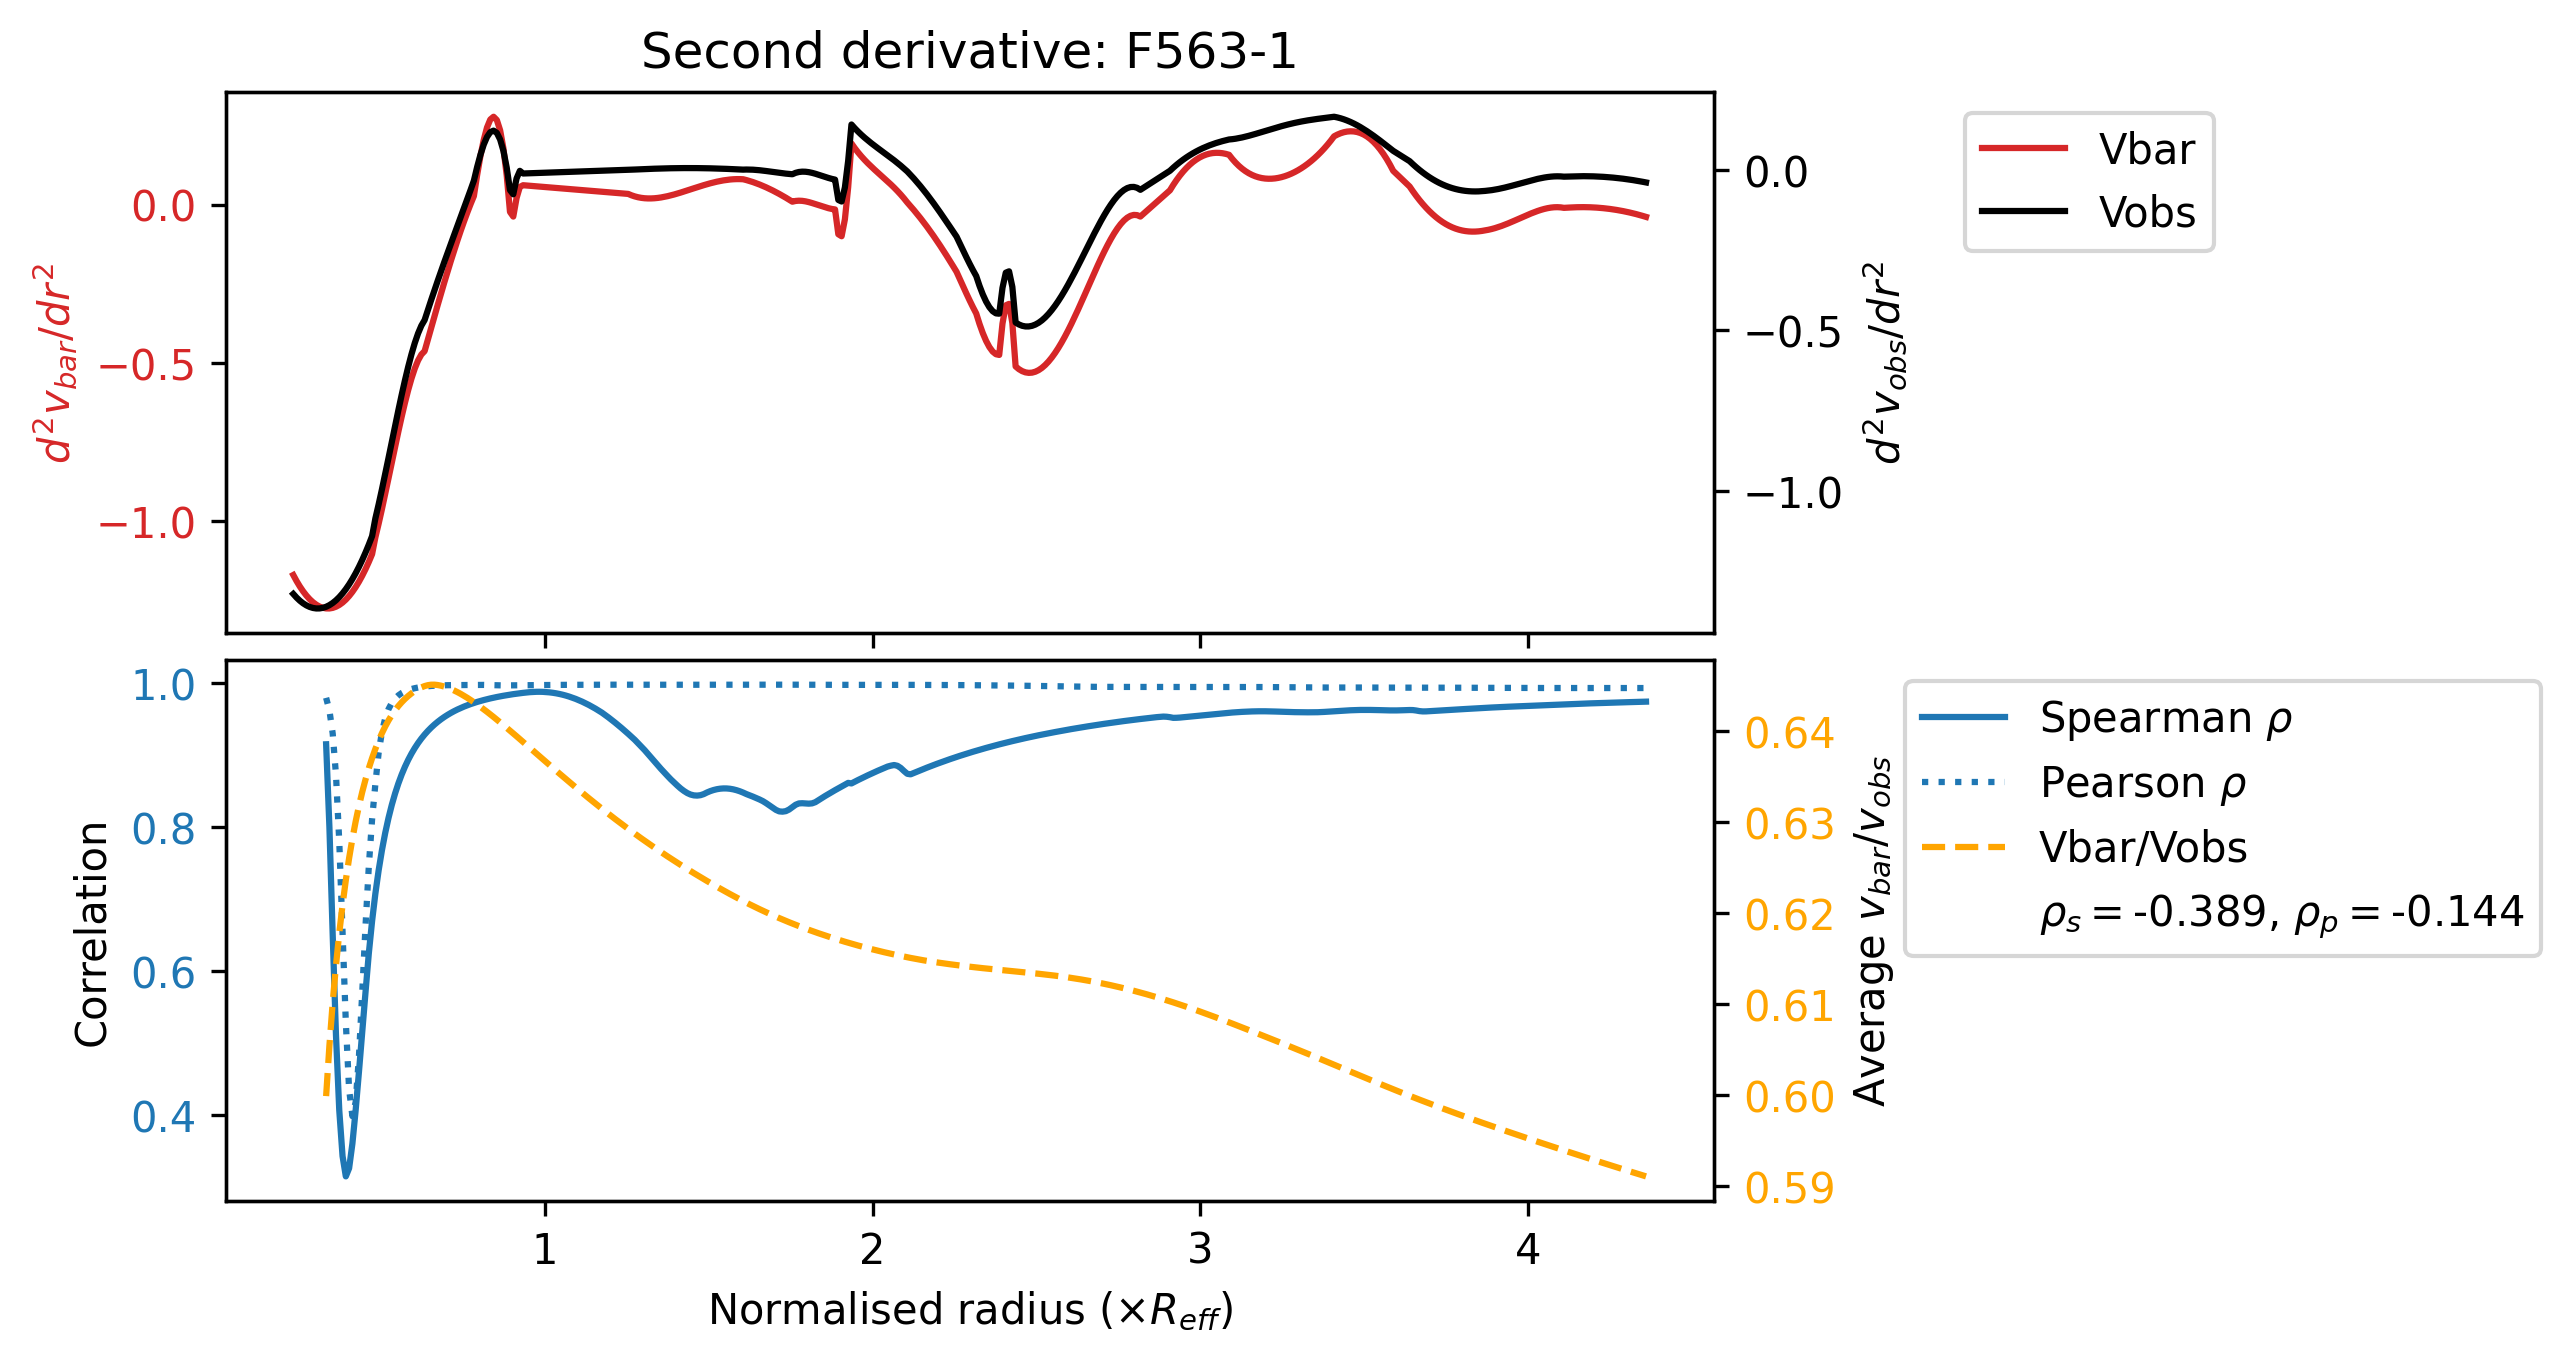 Second derivative: F563-1
d²v_bar/dr²
0.0
−0.5
−1.0
0.0
−0.5
−1.0
d²v_obs/dr²
Vbar
Vobs
Correlation
1.0
0.8
0.6
0.4
0.64
0.63
0.62
0.61
0.60
0.59
Average v_bar/v_obs
Spearman ρ
Pearson ρ
Vbar/Vobs
ρ_s = -0.389, ρ_p = -0.144
1 2 3 4
Normalised radius (×R_eff)